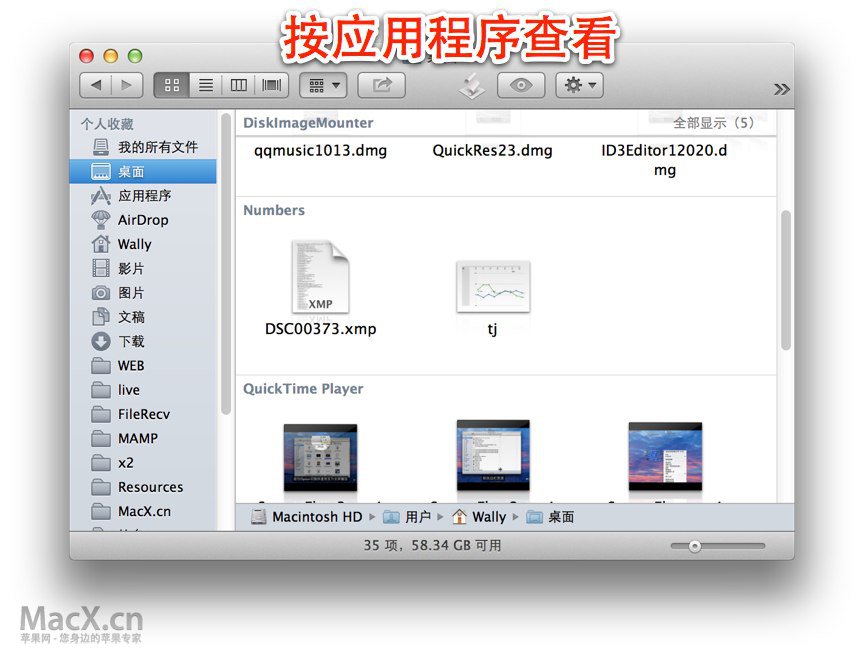 按应用程序查看
个人收藏
我的所有文件
桌面
应用程序
AirDrop
Wally
影片
图片
文稿
下载
WEB
live
FileRecv
MAMP
x2
Resources
MacX.cn
DiskImageMounter
全部显示（5）
qqmusic1013.dmg
QuickRes23.dmg
ID3Editor12020.d
mg
Numbers
XMP
DSC00373.xmp
tj
QuickTime Player
Macintosh HD
用户
Wally
桌面
35 项，58.34 GB 可用
MacX.cn
苹果网 - 您身边的苹果专家